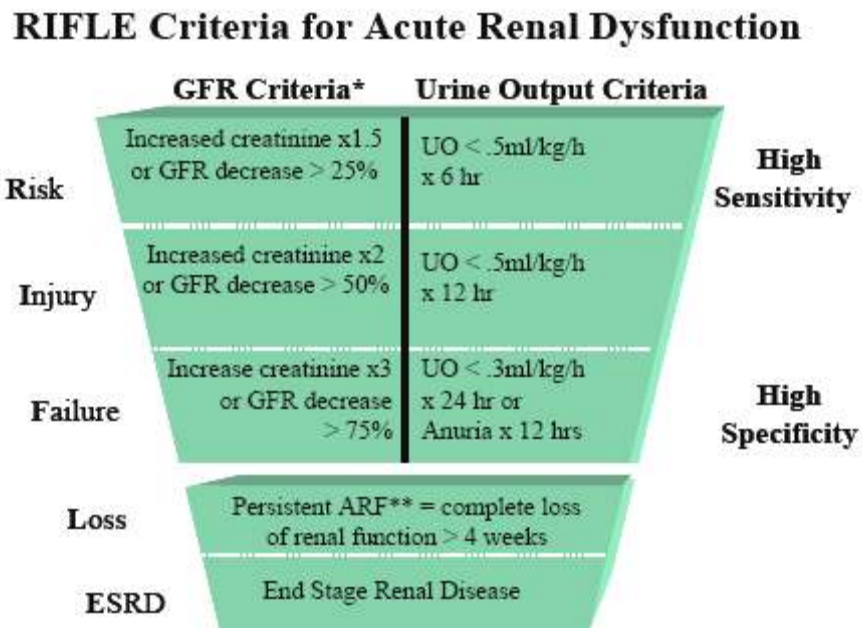 RIFLE Criteria for Acute Renal Dysfunction
GFR Criteria*
Urine Output Criteria
Risk
Increased creatinine x1.5
or GFR decrease > 25%
UO < .5ml/kg/h
x 6 hr
High
Sensitivity
Injury
Increased creatinine x2
or GFR decrease > 50%
UO < .5ml/kg/h
x 12 hr
Failure
Increase creatinine x3
or GFR decrease
> 75%
UO < .3ml/kg/h
x 24 hr or
Anuria x 12 hrs
High
Specificity
Loss
Persistent ARF** = complete loss
of renal function > 4 weeks
ESRD
End Stage Renal Disease